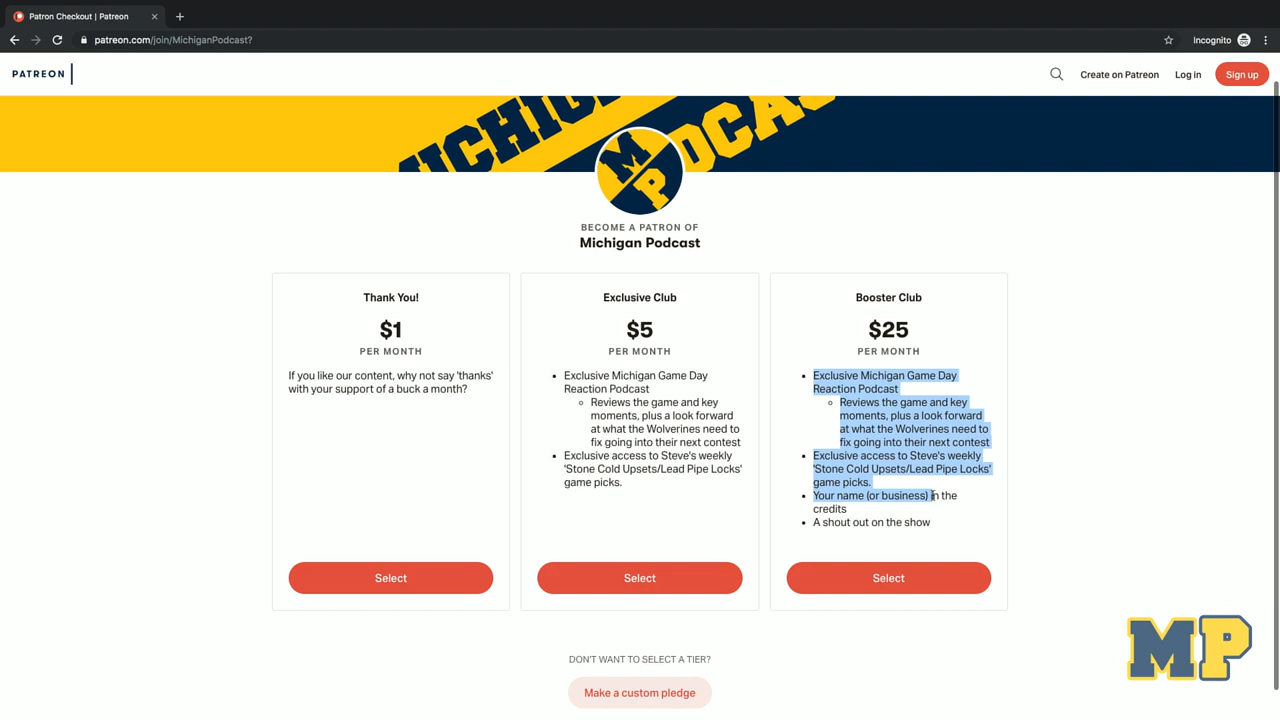 Patron Checkout | Patreon
patreon.com/join/MichiganPodcast?
Incognito
PATREON
Create on Patreon
Log in
Sign up
MICHIGAN
PODCAST
MP
BECOME A PATRON OF
Michigan Podcast
Thank You!
$1
PER MONTH
If you like our content, why not say 'thanks'
with your support of a buck a month?
Select
Exclusive Club
$5
PER MONTH
Exclusive Michigan Game Day
Reaction Podcast
Reviews the game and key
moments, plus a look forward
at what the Wolverines need to
fix going into their next contest
Exclusive access to Steve's weekly
'Stone Cold Upsets/Lead Pipe Locks'
game picks.
Select
Booster Club
$25
PER MONTH
Exclusive Michigan Game Day
Reaction Podcast
Reviews the game and key
moments, plus a look forward
at what the Wolverines need to
fix going into their next contest
Exclusive access to Steve's weekly
'Stone Cold Upsets/Lead Pipe Locks'
game picks.
Your name (or business) in the
credits
A shout out on the show
Select
DON'T WANT TO SELECT A TIER?
Make a custom pledge
MP